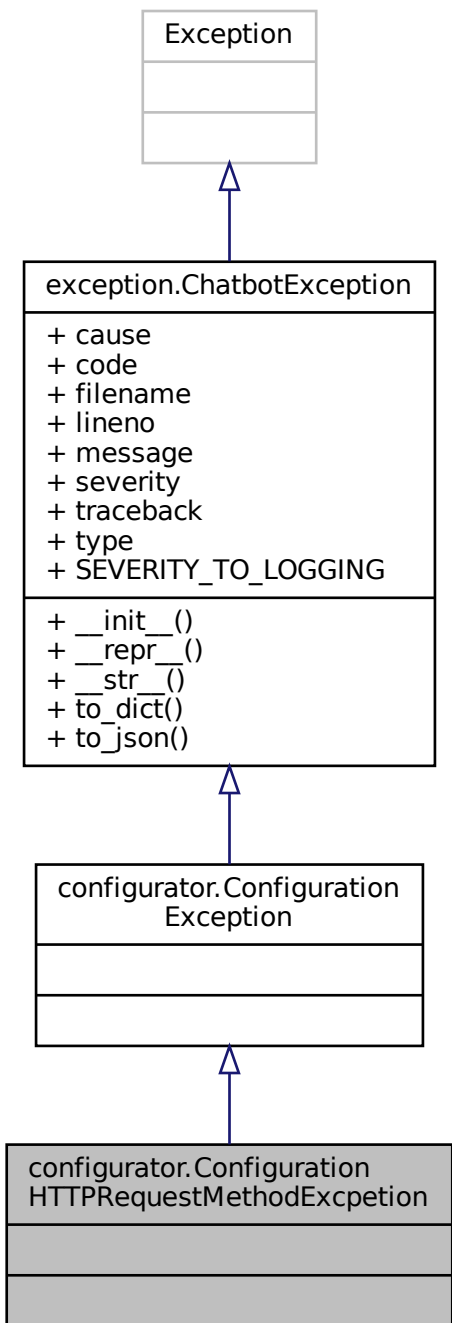 Exception
exception.ChatbotException
+ cause
+ code
+ filename
+ lineno
+ message
+ severity
+ traceback
+ type
+ SEVERITY_TO_LOGGING
+ __init__()
+ __repr__()
+ __str__()
+ to_dict()
+ to_json()
configurator.Configuration
Exception
configurator.Configuration
HTTPRequestMethodExcpetion